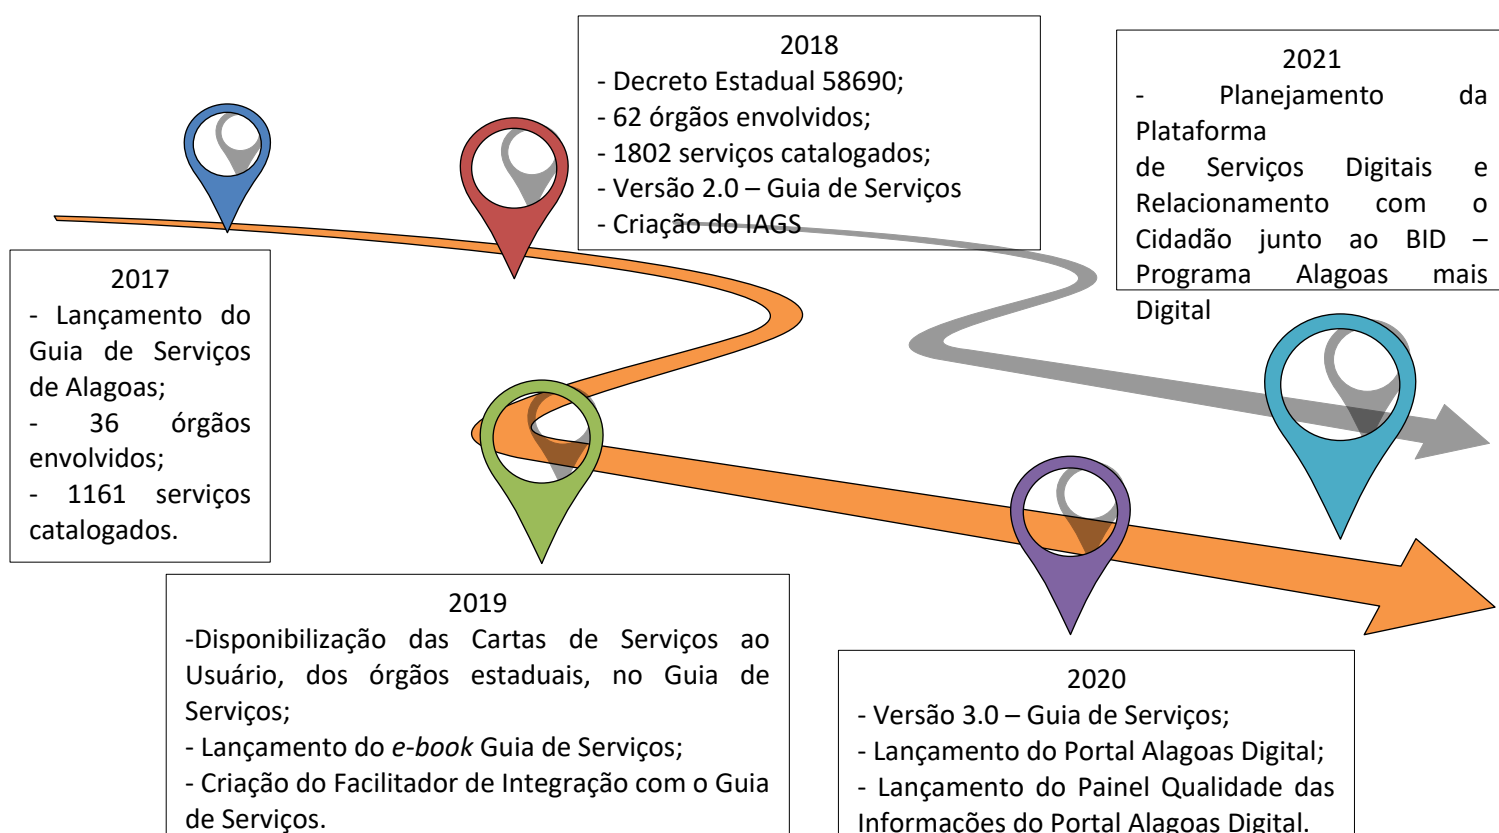 2017
- Lançamento do
Guia de Serviços
de Alagoas;
- 36 órgãos
envolvidos;
- 1161 serviços
catalogados.
2018
- Decreto Estadual 58690;
- 62 órgãos envolvidos;
- 1802 serviços catalogados;
- Versão 2.0 – Guia de Serviços
- Criação do IAGS
2019
-Disponibilização das Cartas de Serviços ao
Usuário, dos órgãos estaduais, no Guia de
Serviços;
- Lançamento do e-book Guia de Serviços;
- Criação do Facilitador de Integração com o Guia
de Serviços.
2020
- Versão 3.0 – Guia de Serviços;
- Lançamento do Portal Alagoas Digital;
- Lançamento do Painel Qualidade das
Informações do Portal Alagoas Digital.
2021
- Planejamento da
Plataforma
de Serviços Digitais e
Relacionamento com o
Cidadão junto ao BID –
Programa Alagoas mais
Digital